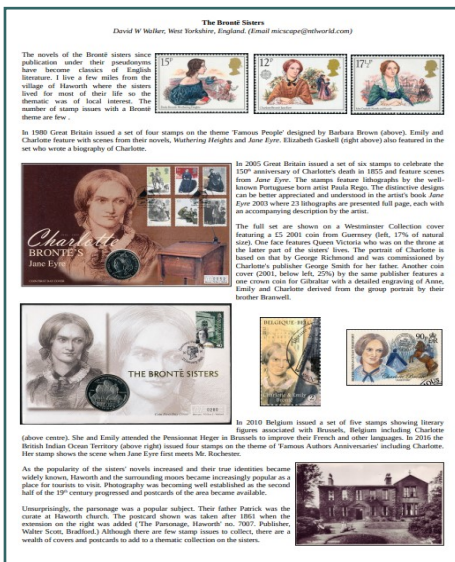 The Brontë Sisters
David W Walker, West Yorkshire, England. (Email micscape@ntlworld.com)
The novels of the Brontë sisters since
publication under their pseudonyms
have become classics of English
literature. I live a few miles from the
village of Haworth where the sisters
lived for most of their life so the
thematic was of local interest. The
number of stamp issues with a Brontë
theme are few .
15P
12P
17½P
In 1980 Great Britain issued a set of four stamps on the theme 'Famous People' designed by Barbara Brown (above). Emily and
Charlotte feature with scenes from their novels, Wuthering Heights and Jane Eyre. Elizabeth Gaskell (right above) also featured in the
set who wrote a biography of Charlotte.
Charlotte
BRONTË'S
Jane Eyre
In 2005 Great Britain issued a set of six stamps to celebrate the
150th anniversary of Charlotte's death in 1855 and feature scenes
from Jane Eyre. The stamps feature lithographs by the well-
known Portuguese born artist Paula Rego. The distinctive designs
can be better appreciated and understood in the artist's book Jane
Eyre 2003 where 23 lithographs are presented full page, each with
an accompanying description by the artist.
The full set are shown on a Westminster Collection cover
featuring a £5 2001 coin from Guernsey (left, 17% of natural
size). One face features Queen Victoria who was on the throne at
the latter part of the sisters' lives. The portrait of Charlotte is
based on that by George Richmond and was commissioned by
Charlotte's publisher George Smith for her father. Another coin
cover (2001, below left, 25%) by the same publisher features a
one crown coin for Gibraltar with a detailed engraving of Anne,
Emily and Charlotte derived from the group portrait by their
brother Branwell.
THE BRONTË SISTERS
BELGIQUE-BELGIË
90c
In 2010 Belgium issued a set of five stamps showing literary
figures associated with Brussels, Belgium including Charlotte
(above centre). She and Emily attended the Pensionnat Heger in Brussels to improve their French and other languages. In 2016 the
British Indian Ocean Territory (above right) issued four stamps on the theme of 'Famous Authors Anniversaries' including Charlotte.
Her stamp shows the scene when Jane Eyre first meets Mr. Rochester.
As the popularity of the sisters' novels increased and their true identities became
widely known, Haworth and the surrounding moors became increasingly popular as a
place for tourists to visit. Photography was becoming well established as the second
half of the 19th century progressed and postcards of the area became available.
Unsurprisingly, the parsonage was a popular subject. Their father Patrick was the
curate at Haworth church. The postcard shown was taken after 1861 when the
extension on the right was added ('The Parsonage, Haworth' no. 7007. Publisher,
Walter Scott, Bradford.) Although there are few stamp issues to collect, there are a
wealth of covers and postcards to add to a thematic collection on the sisters.